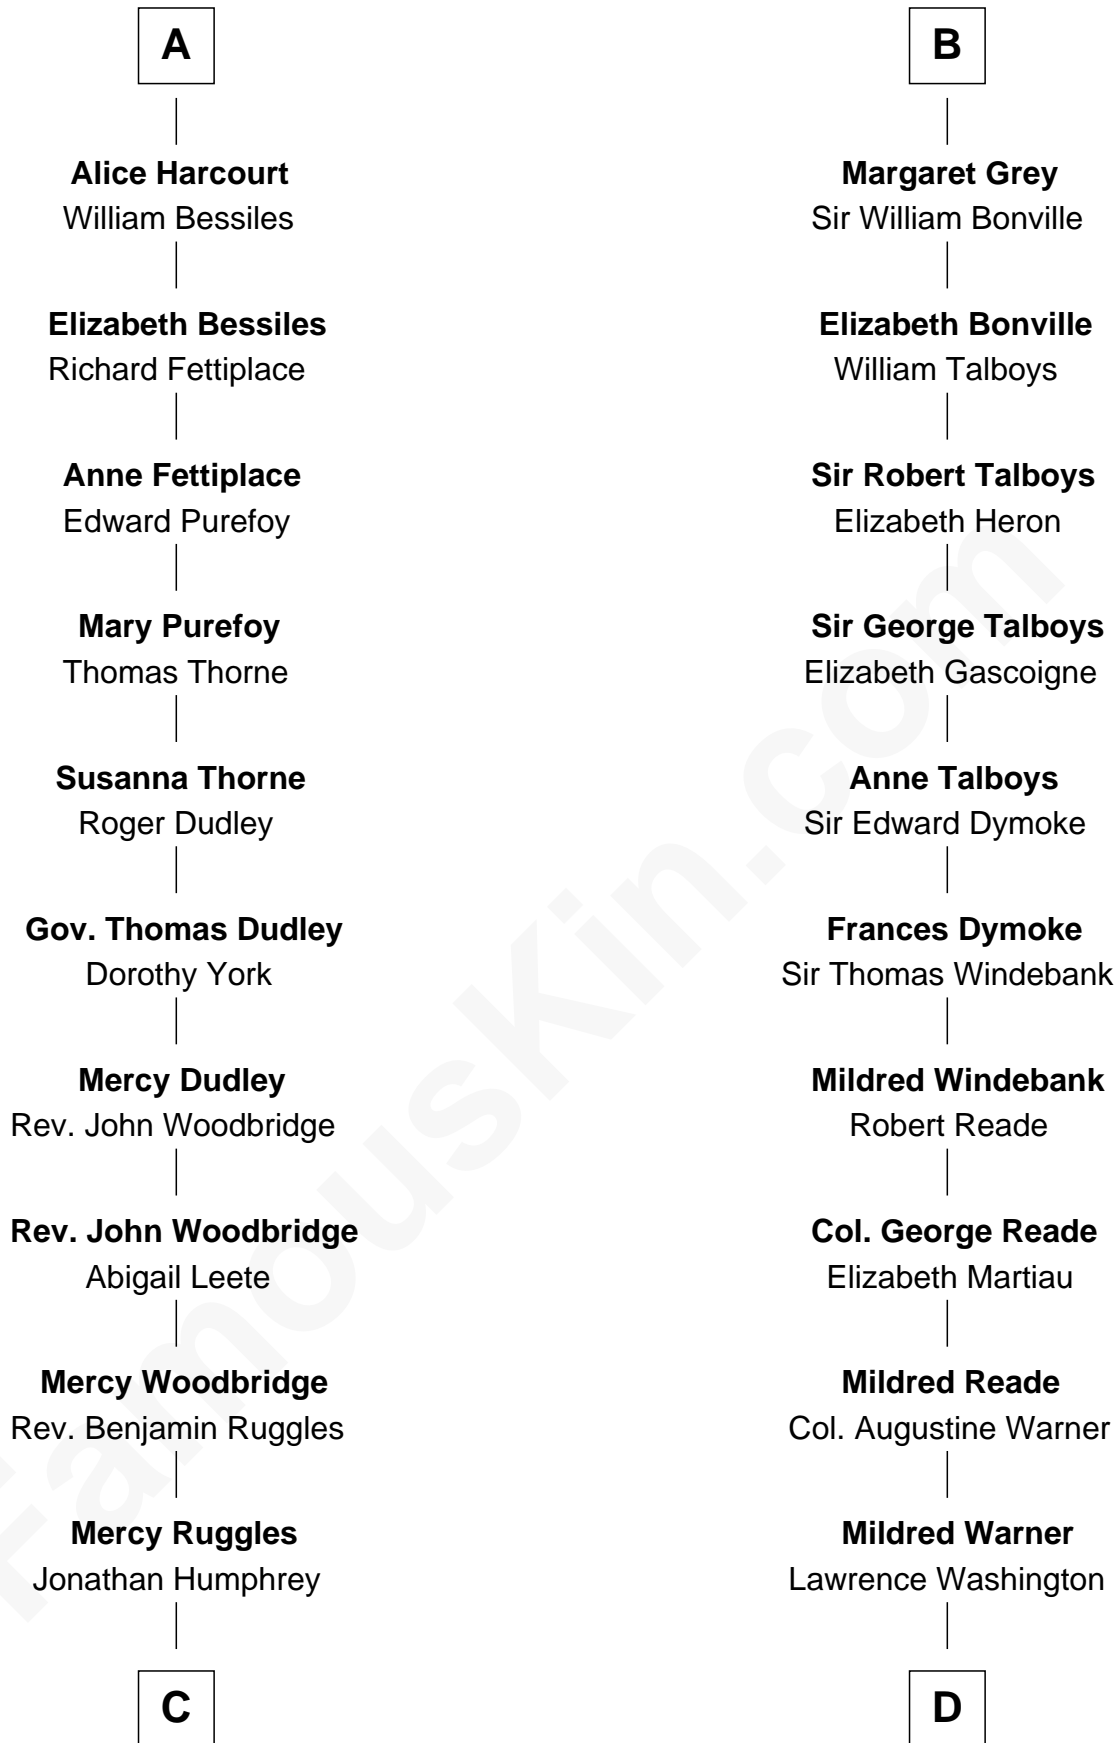 A
Alice Harcourt
William Bessiles
Elizabeth Bessiles
Richard Fettiplace
Anne Fettiplace
Edward Purefoy
Mary Purefoy
Thomas Thorne
Susanna Thorne
Roger Dudley
Gov. Thomas Dudley
Dorothy York
Mercy Dudley
Rev. John Woodbridge
Rev. John Woodbridge
Abigail Leete
Mercy Woodbridge
Rev. Benjamin Ruggles
Mercy Ruggles
Jonathan Humphrey
C
B
Margaret Grey
Sir William Bonville
Elizabeth Bonville
William Talboys
Sir Robert Talboys
Elizabeth Heron
Sir George Talboys
Elizabeth Gascoigne
Anne Talboys
Sir Edward Dymoke
Frances Dymoke
Sir Thomas Windebank
Mildred Windebank
Robert Reade
Col. George Reade
Elizabeth Martiau
Mildred Reade
Col. Augustine Warner
Mildred Warner
Lawrence Washington
D
FamousKin.com